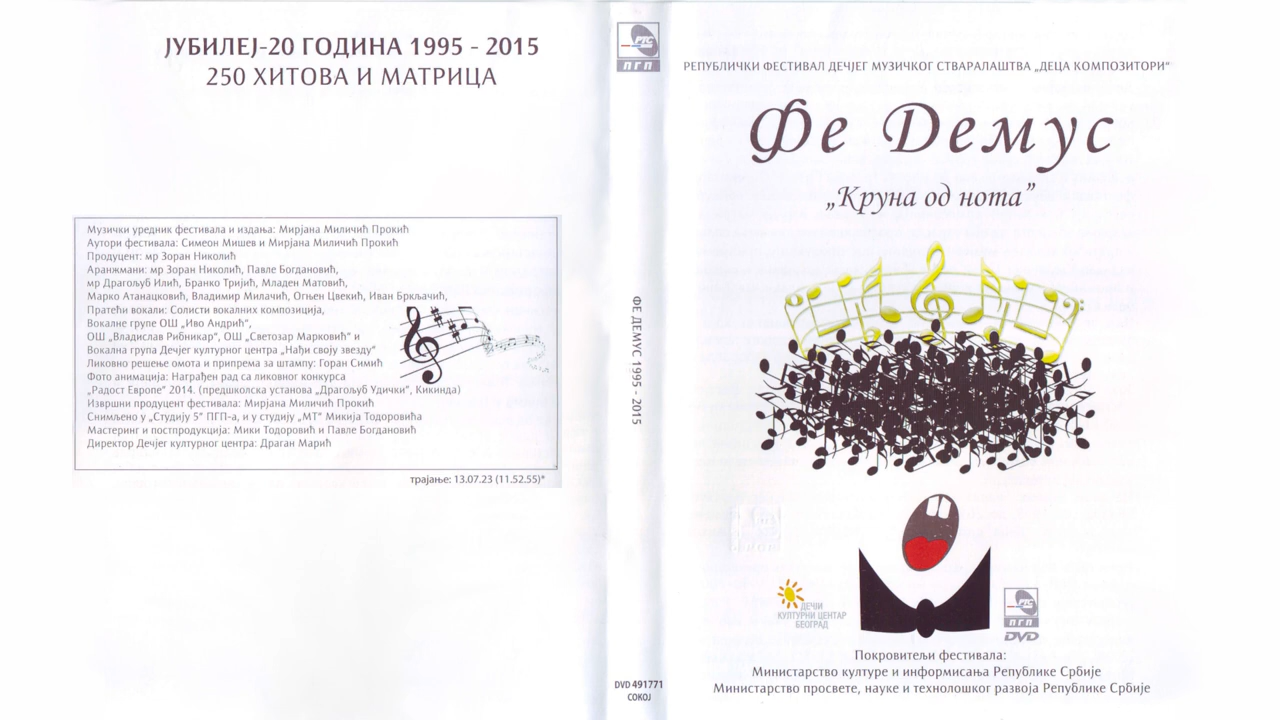 ЈУБИЛЕЈ-20 ГОДИНА 1995 - 2015
250 ХИТОВА И МАТРИЦА
Музички уредник фестивала и издања: Мирјана Миличић Прокић
Аутори фестивала: Симеон Мишев и Мирјана Миличић Прокић
Продуцент: мр Зоран Николић
Аранжмани: мр Зоран Николић, Павле Богдановић,
мр Драгољуб Илић, Бранко Тријић, Младен Матовић,
Марко Атанацковић, Владимир Милачић, Огњен Цвекић, Иван Бркљачић,
Пратећи вокали: Солисти вокалних композиција,
Вокалне групе ОШ „Иво Андрић“,
ОШ „Владислав Рибникар“, ОШ „Светозар Марковић“ и
Вокална група Дечјег културног центра „Нађи своју звезду“
Ликовно решење омота и припрема за штампу: Горан Симић
Фото анимација: Награђен рад са ликовног конкурса
„Радост Европе“ 2014. (предшколска установа „Драгољуб Удички“, Кикинда)
Извршни продуцент фестивала: Мирјана Миличић Прокић
Снимљено у „Студију 5“ ПГП-а, и у студију „МТ“ Микија Тодоровића
Мастеринг и постпродукција: Мики Тодоровић и Павле Богдановић
Директор Дечјег културног центра: Драган Марић
трајање: 13.07.23 (11.52.55)*
РТС
ПГП
ФЕ ДЕМУС 1995 - 2015
DVD 491771
СОКОЈ
РЕПУБЛИЧКИ ФЕСТИВАЛ ДЕЧЈЕГ МУЗИЧКОГ СТВАРАЛАШТВА „ДЕЦА КОМПОЗИТОРИ“
Фе Демус
„Круна од нота”
ДЕЧЈИ
КУЛТУРНИ ЦЕНТАР
БЕОГРАД
РТС
ПГП
DVD
Покровитељи фестивала:
Министарство културе и информисања Републике Србије
Министарство просвете, науке и технолошког развоја Републике Србије